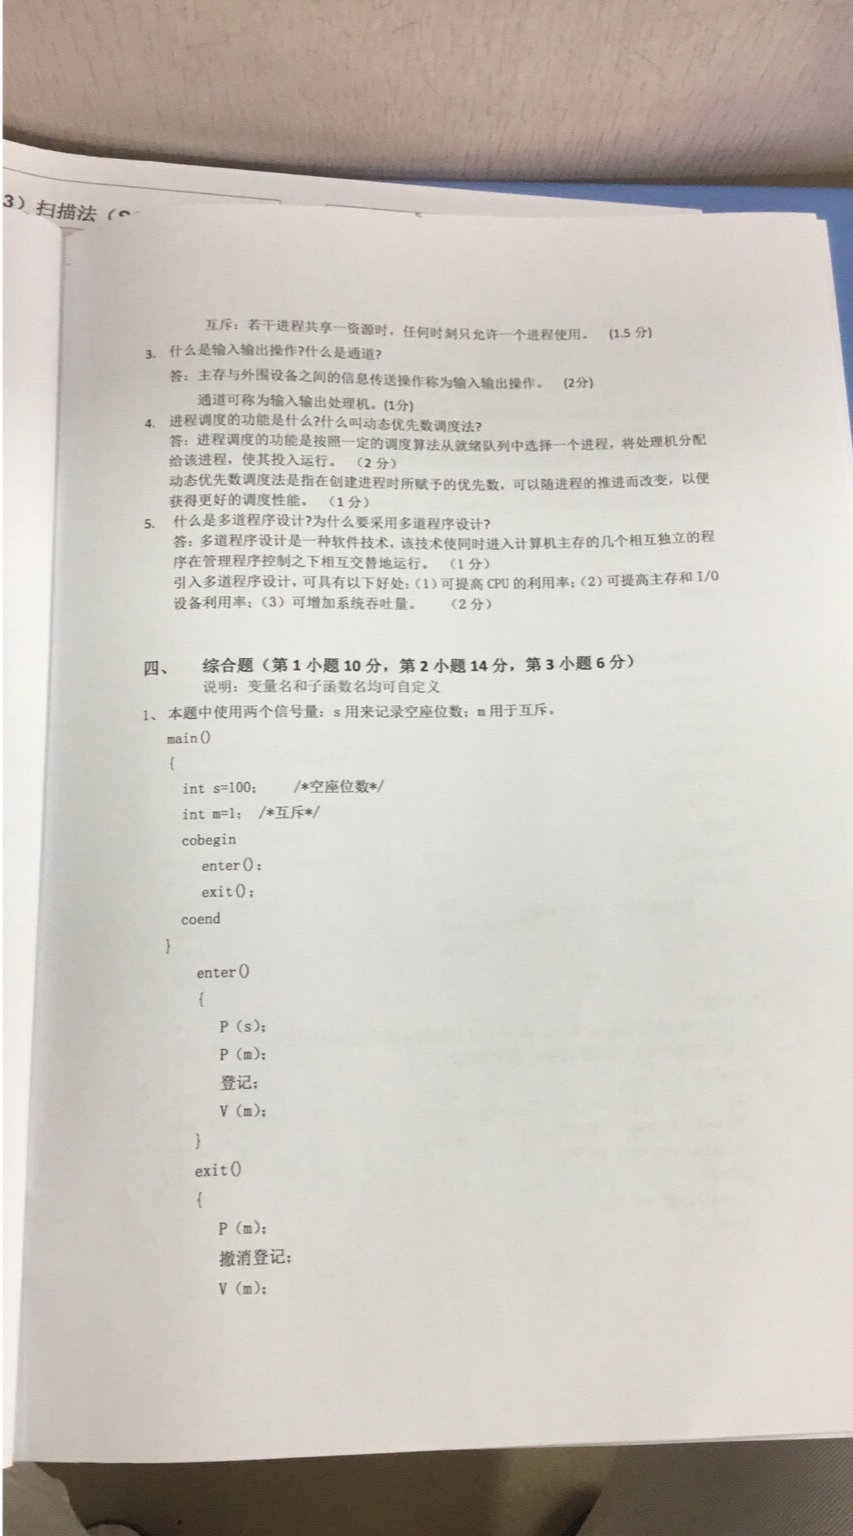 3）扫描法（
互斥：若干进程共享一资源时，任何时刻只允许一个进程使用。 (1.5 分)
3. 什么是输入输出操作?什么是通道?
答：主存与外围设备之间的信息传送操作称为输入输出操作。 (2分)
通道可称为输入输出处理机。(1分)
4. 进程调度的功能是什么?什么叫动态优先数调度法?
答：进程调度的功能是按照一定的调度算法从就绪队列中选择一个进程，将处理机分配
给该进程，使其投入运行。 （2 分）
动态优先数调度法是指在创建进程时所赋予的优先数，可以随进程的推进而改变，以便
获得更好的调度性能。 （1 分）
5. 什么是多道程序设计?为什么要采用多道程序设计?
答：多道程序设计是一种软件技术，该技术使同时进入计算机主存的几个相互独立的程
序在管理程序控制之下相互交替地运行。 （1 分）
引入多道程序设计，可具有以下好处：（1）可提高 CPU 的利用率；（2）可提高主存和 I/O
设备利用率；（3）可增加系统吞吐量。 （2 分）
四、 综合题（第 1 小题 10 分，第 2 小题 14 分，第 3 小题 6 分）
说明：变量名和子函数名均可自定义
1、 本题中使用两个信号量：s 用来记录空座位数；m 用于互斥。
main()
{
int s=100; /*空座位数*/
int m=1; /*互斥*/
cobegin
enter();
exit();
coend
}
enter()
{
P (s);
P (m);
登记;
V (m);
}
exit()
{
P (m);
撤消登记;
V (m);